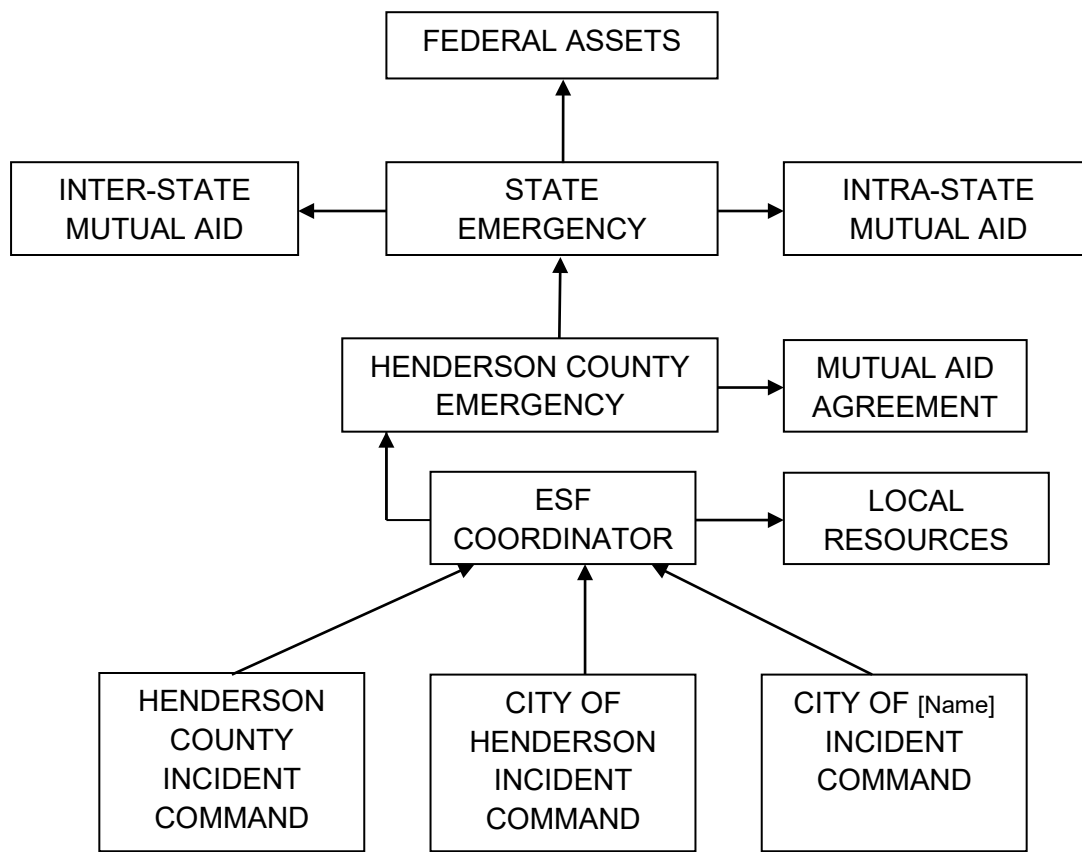 FEDERAL ASSETS
INTER-STATE
MUTUAL AID
STATE
EMERGENCY
INTRA-STATE
MUTUAL AID
HENDERSON COUNTY
EMERGENCY
MUTUAL AID
AGREEMENT
ESF
COORDINATOR
LOCAL
RESOURCES
HENDERSON
COUNTY
INCIDENT
COMMAND
CITY OF
HENDERSON
INCIDENT
COMMAND
CITY OF [Name]
INCIDENT
COMMAND